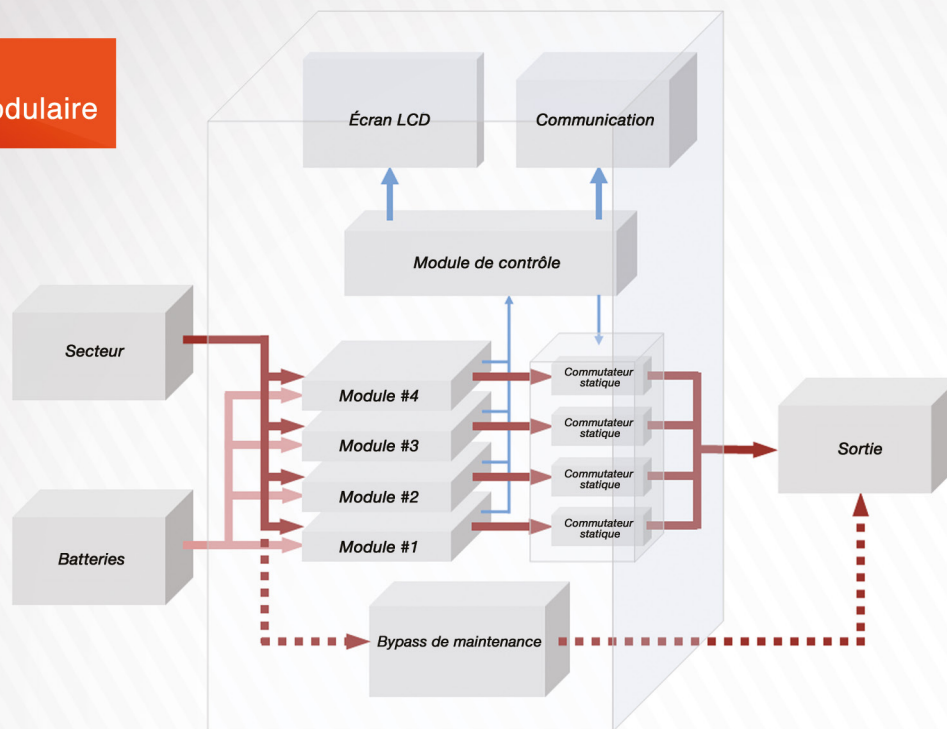 Écran LCD
Communication
Module de contrôle
Secteur
Module #4
Module #3
Module #2
Module #1
Commutateur
statique
Commutateur
statique
Commutateur
statique
Commutateur
statique
Sortie
Batteries
Bypass de maintenance